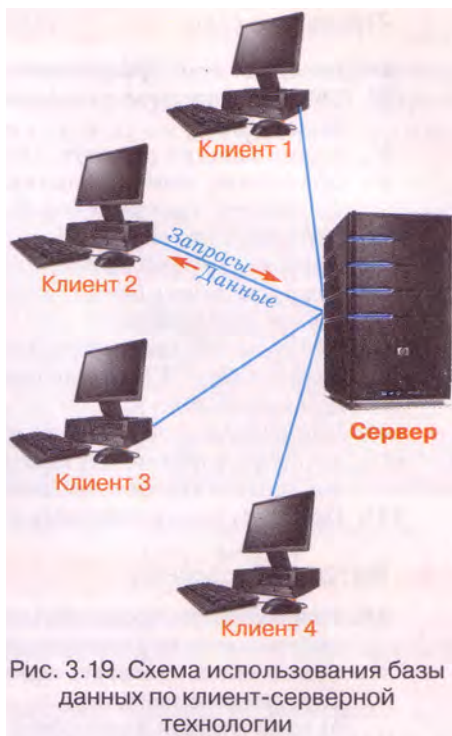 Клиент 1
Запросы
Данные
Клиент 2
Сервер
Клиент 3
Клиент 4
Рис. 3.19. Схема использования базы
данных по клиент-серверной
технологии